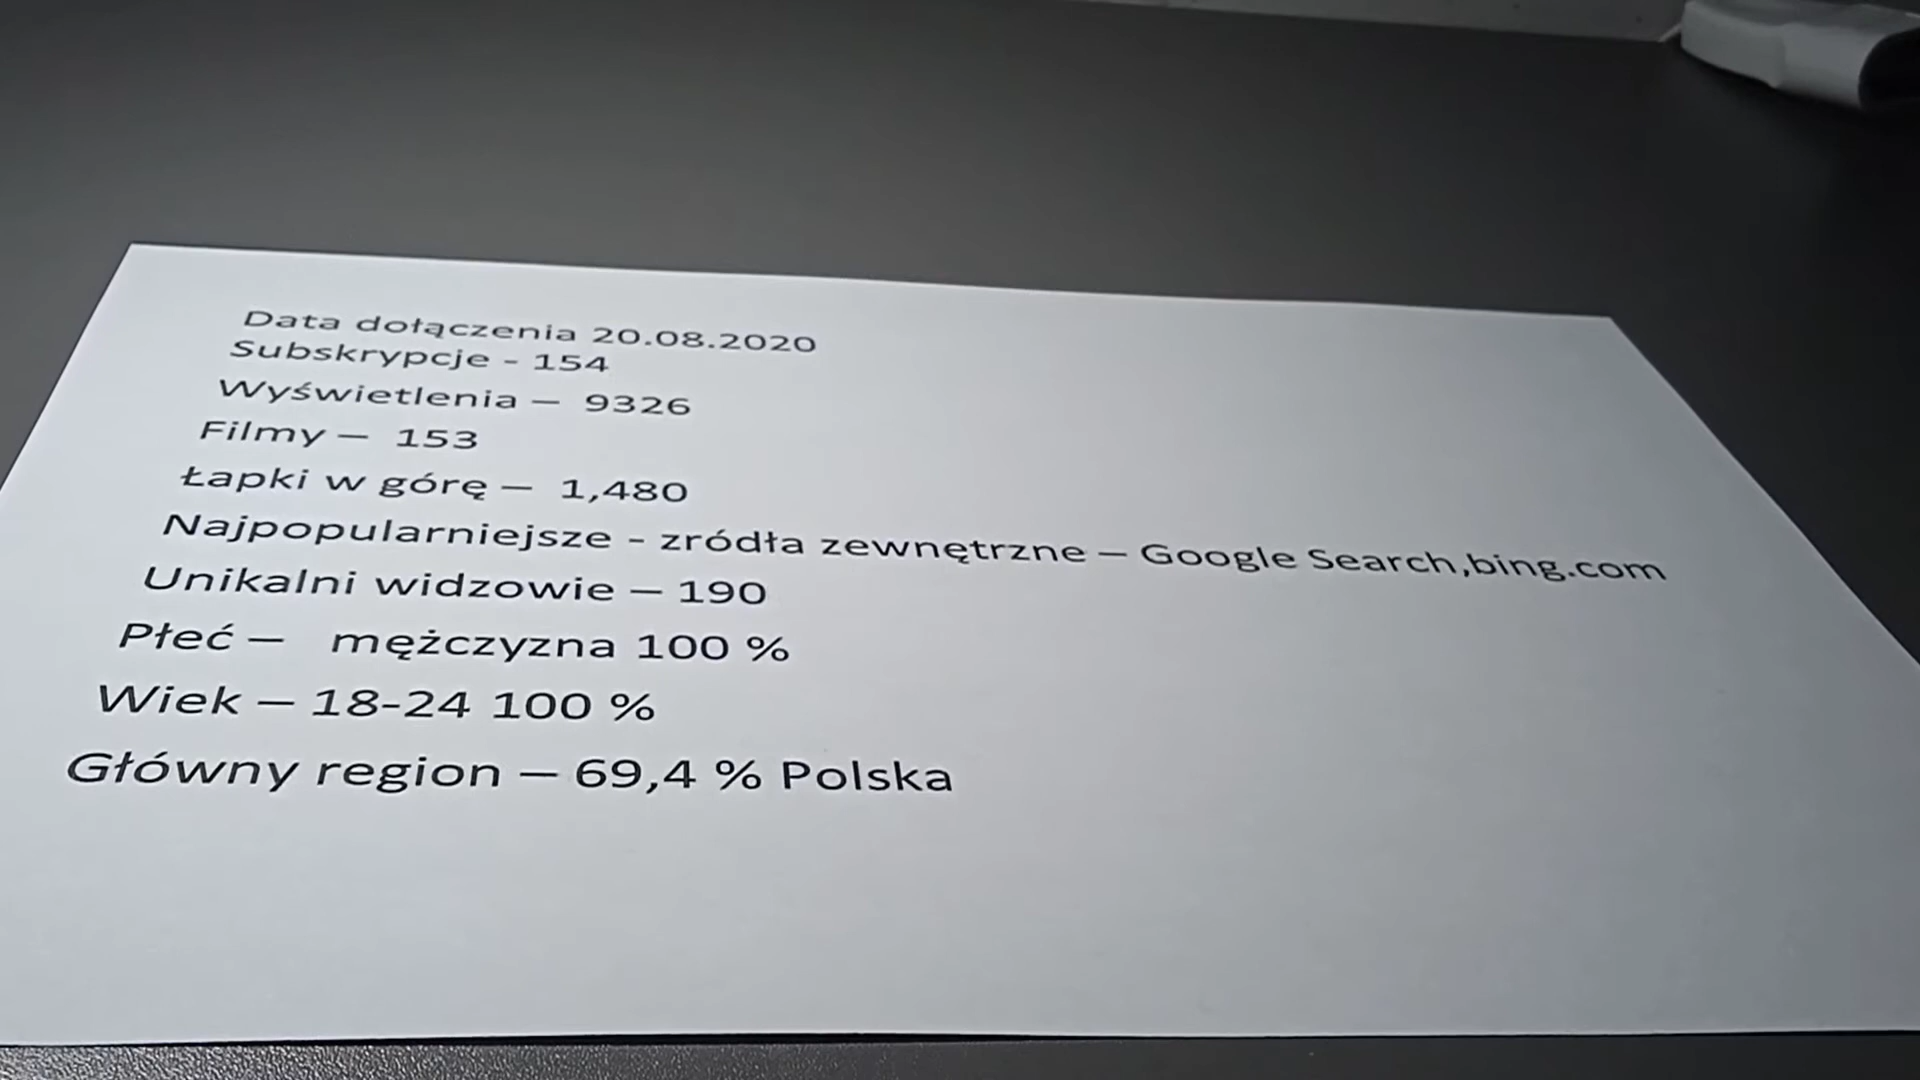 Data dołączenia 20.08.2020
Subskrypcje - 154
Wyświetlenia – 9326
Filmy – 153
Łapki w górę – 1,480
Najpopularniejsze - zródła zewnętrzne – Google Search,bing.com
Unikalni widzowie – 190
Płeć – mężczyzna 100 %
Wiek – 18-24 100 %
Główny region – 69,4 % Polska